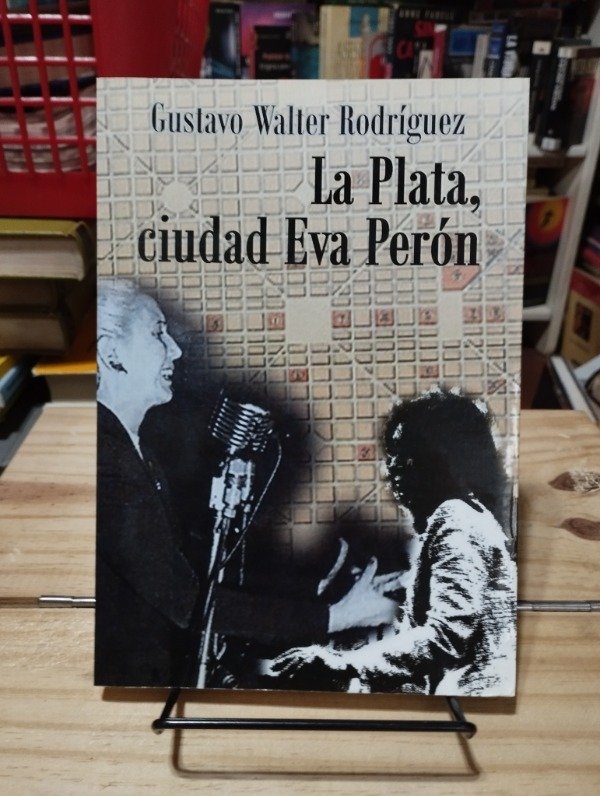 Gustavo Walter Rodríguez
La Plata,
ciudad Eva Perón